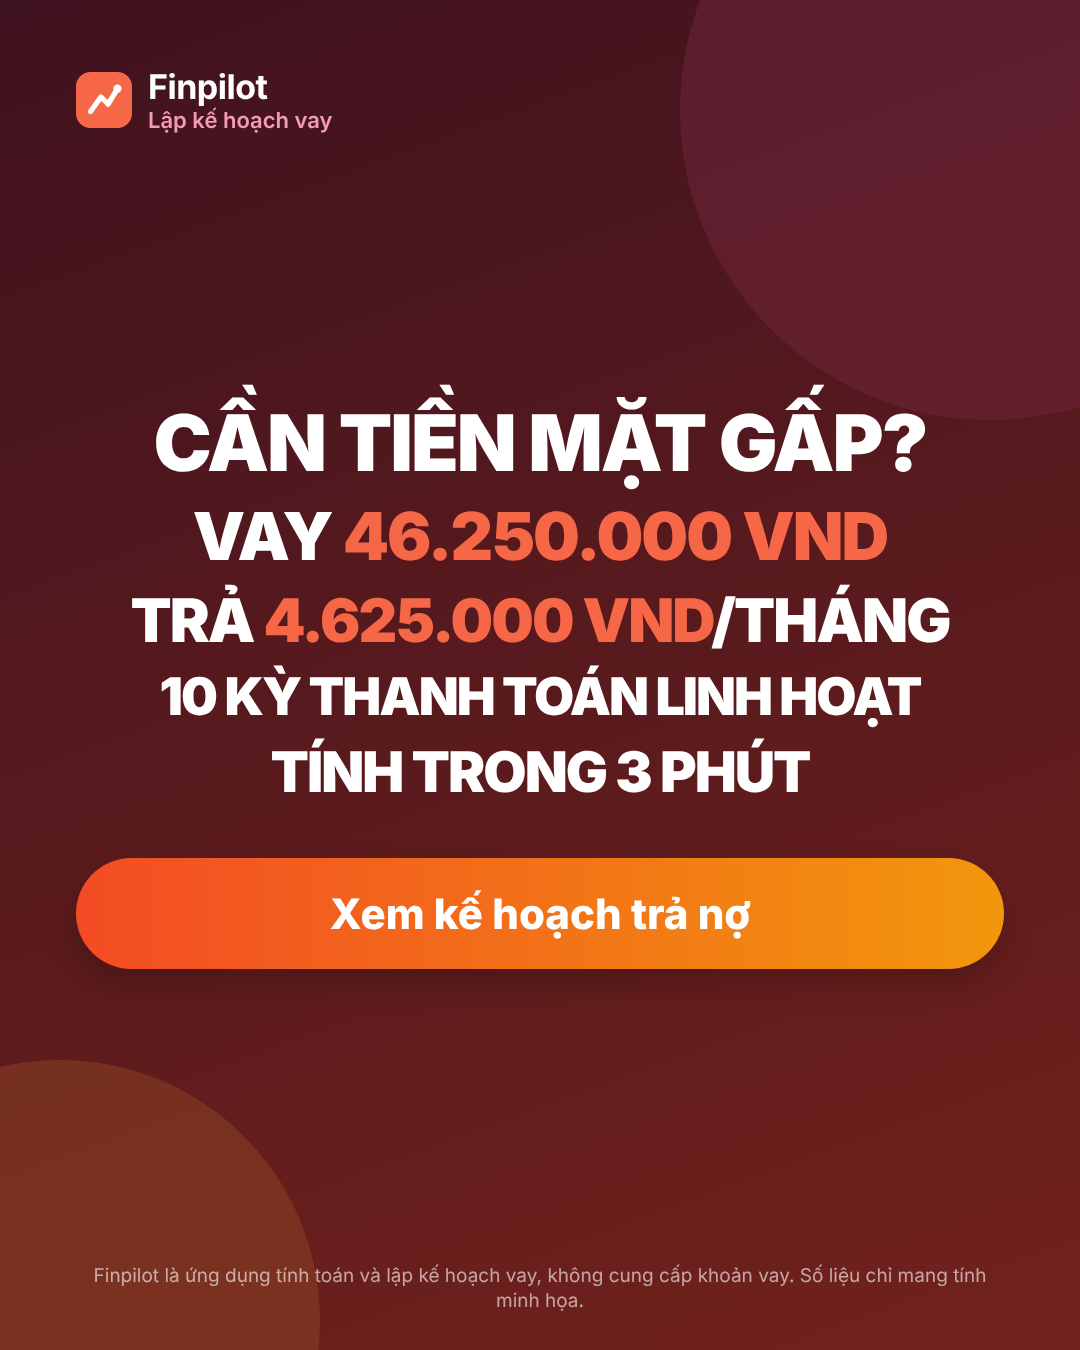 Finpilot
Lập kế hoạch vay
CẦN TIỀN MẶT GẤP?
VAY 46.250.000 VND
TRẢ 4.625.000 VND/THÁNG
10 KỲ THANH TOÁN LINH HOẠT
TÍNH TRONG 3 PHÚT
Xem kế hoạch trả nợ
Finpilot là ứng dụng tính toán và lập kế hoạch vay, không cung cấp khoản vay. Số liệu chỉ mang tính
minh họa.